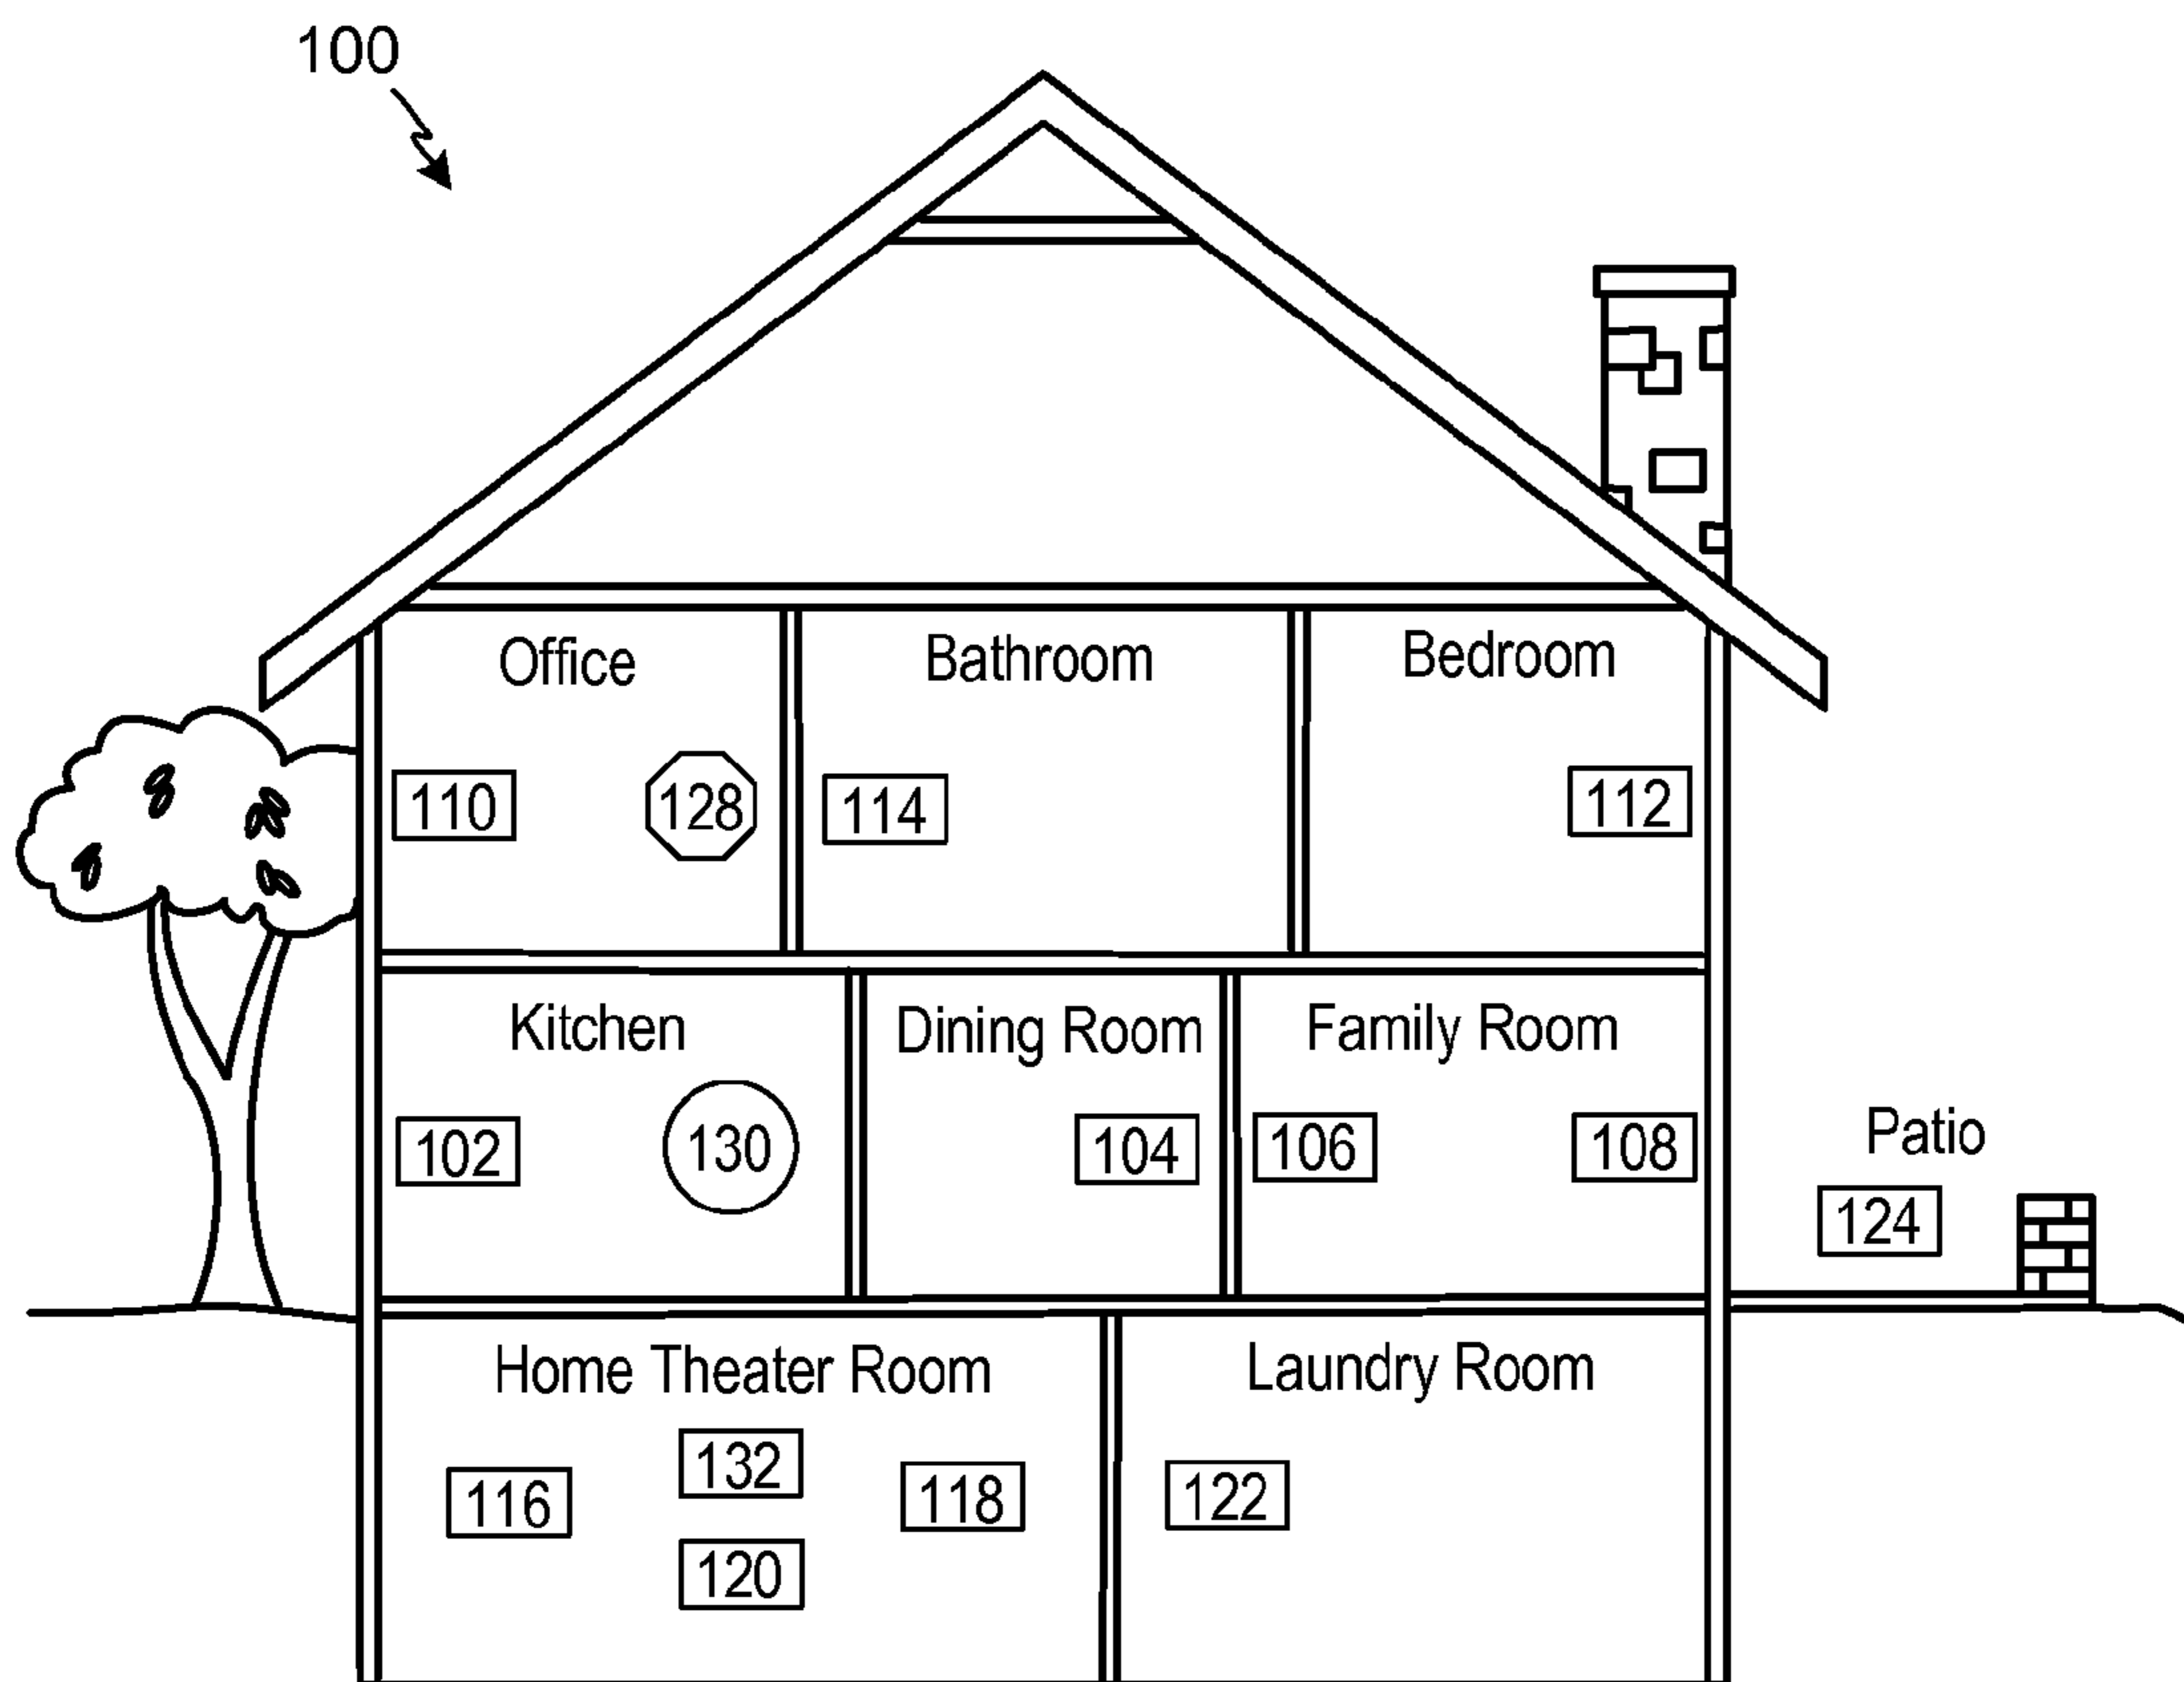 100
Office
Bathroom
Bedroom
110
128
114
112
Kitchen
Dining Room
Family Room
102
130
104
106
108
Patio
124
Home Theater Room
Laundry Room
116
132
118
120
122